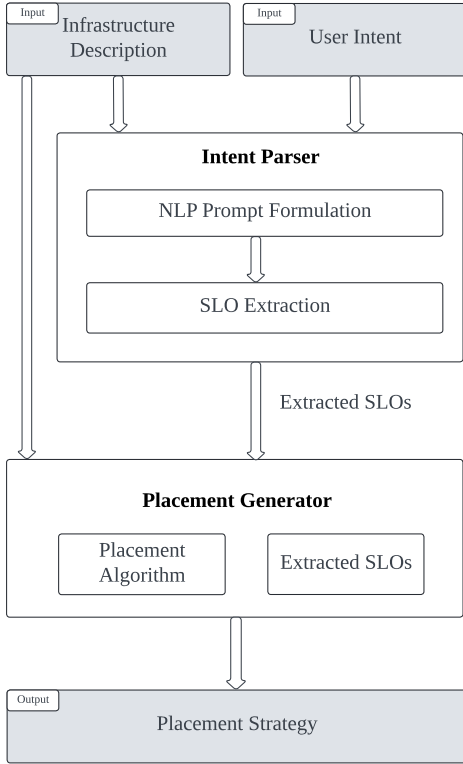 Input
Infrastructure
Description
Input
User Intent
Intent Parser
NLP Prompt Formulation
SLO Extraction
Extracted SLOs
Placement Generator
Placement
Algorithm
Extracted SLOs
Output
Placement Strategy